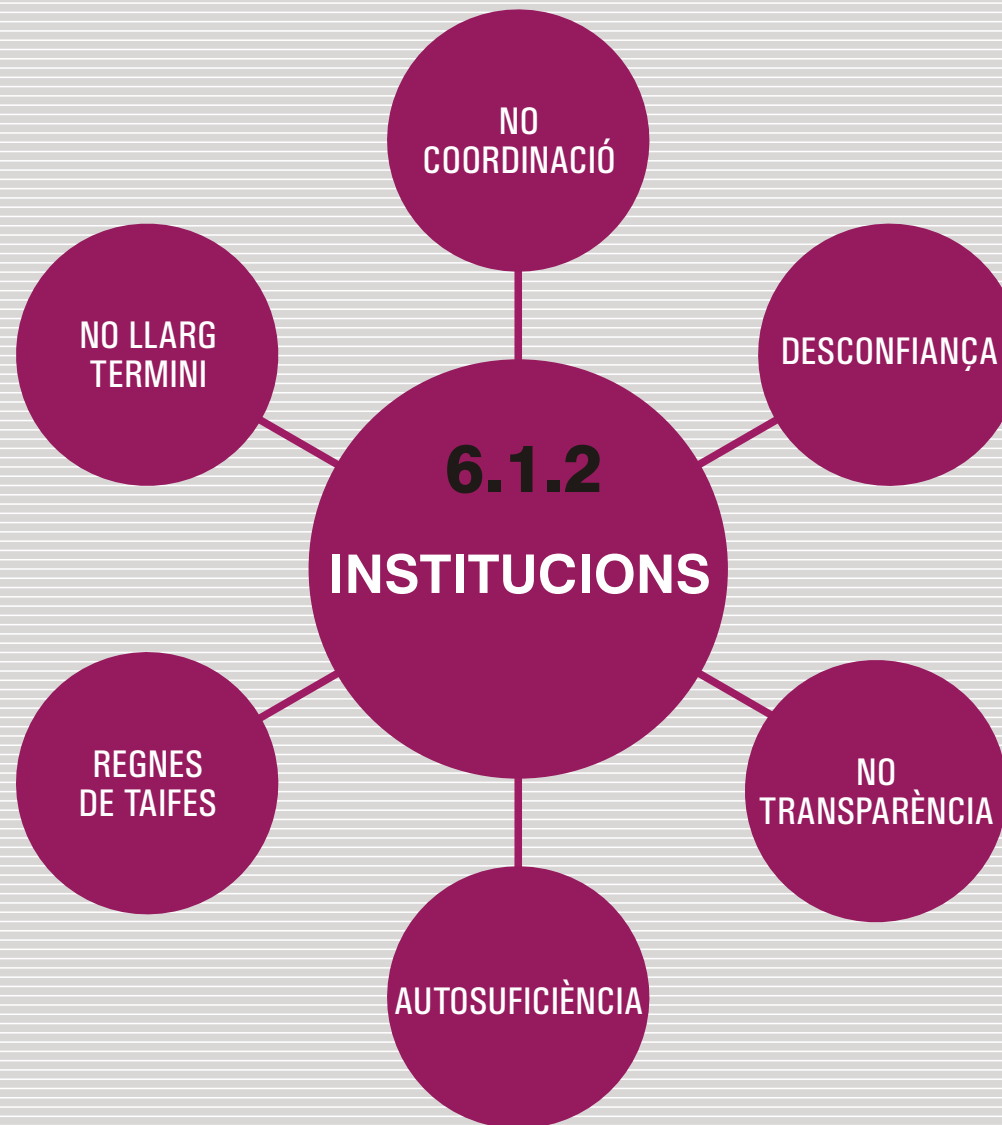 NO
COORDINACIÓ
DESCONFIANÇA
NO LLARG
TERMINI
6.1.2
INSTITUCIONS
REGNES
DE TAIFES
NO
TRANSPARÈNCIA
AUTOSUFICIÈNCIA